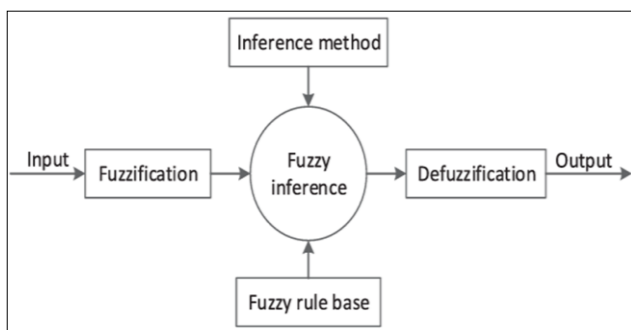 Inference method
Input
Fuzzification
Fuzzy
inference
Defuzzification
Output
Fuzzy rule base